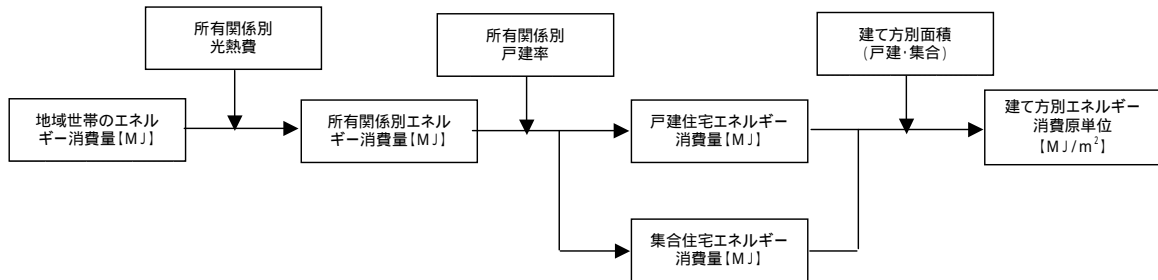 所有関係別
光熱費
所有関係別
戸建率
建て方別面積
(戸建・集合)
地域世帯のエネル
ギー消費量【MJ】
所有関係別エネル
ギー消費量【MJ】
戸建住宅エネルギー
消費量【MJ】
建て方別エネルギー
消費原単位
【MJ/m²】
集合住宅エネルギー
消費量【MJ】